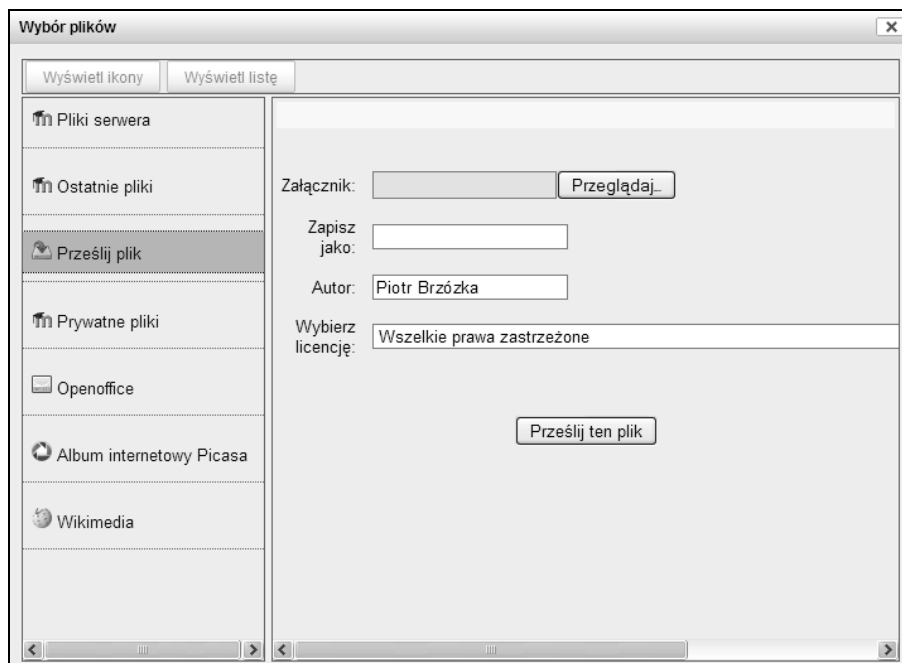 Wybór plików
Wyświetl ikony
Wyświetl listę
Pliki serwera
Ostatnie pliki
Prześlij plik
Prywatne pliki
Openoffice
Album internetowy Picasa
Wikimedia
Załącznik:
Przeglądaj...
Zapisz
jako:
Autor: Piotr Brzózka
Wybierz
licencję:
Wszelkie prawa zastrzeżone
Prześlij ten plik